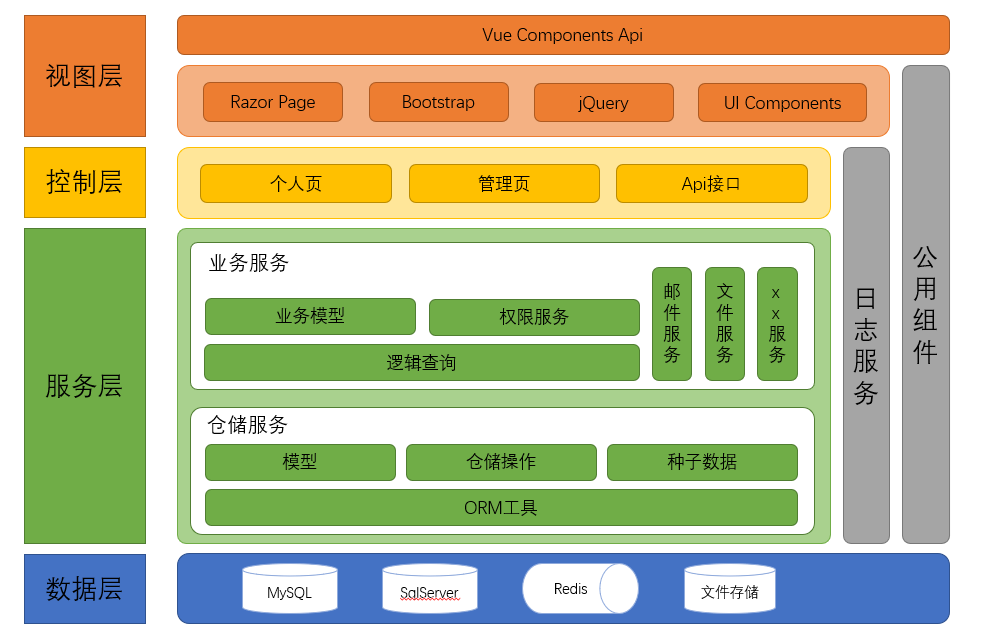 视图层
Vue Components Api
Razor Page
Bootstrap
jQuery
UI Components
控制层
个人页
管理页
Api接口
服务层
业务服务
业务模型
权限服务
逻辑查询
邮件服务
文件服务
xx服务
仓储服务
模型
仓储操作
种子数据
ORM工具
日志服务
公用组件
数据层
MySQL
SqlServer
Redis
文件存储